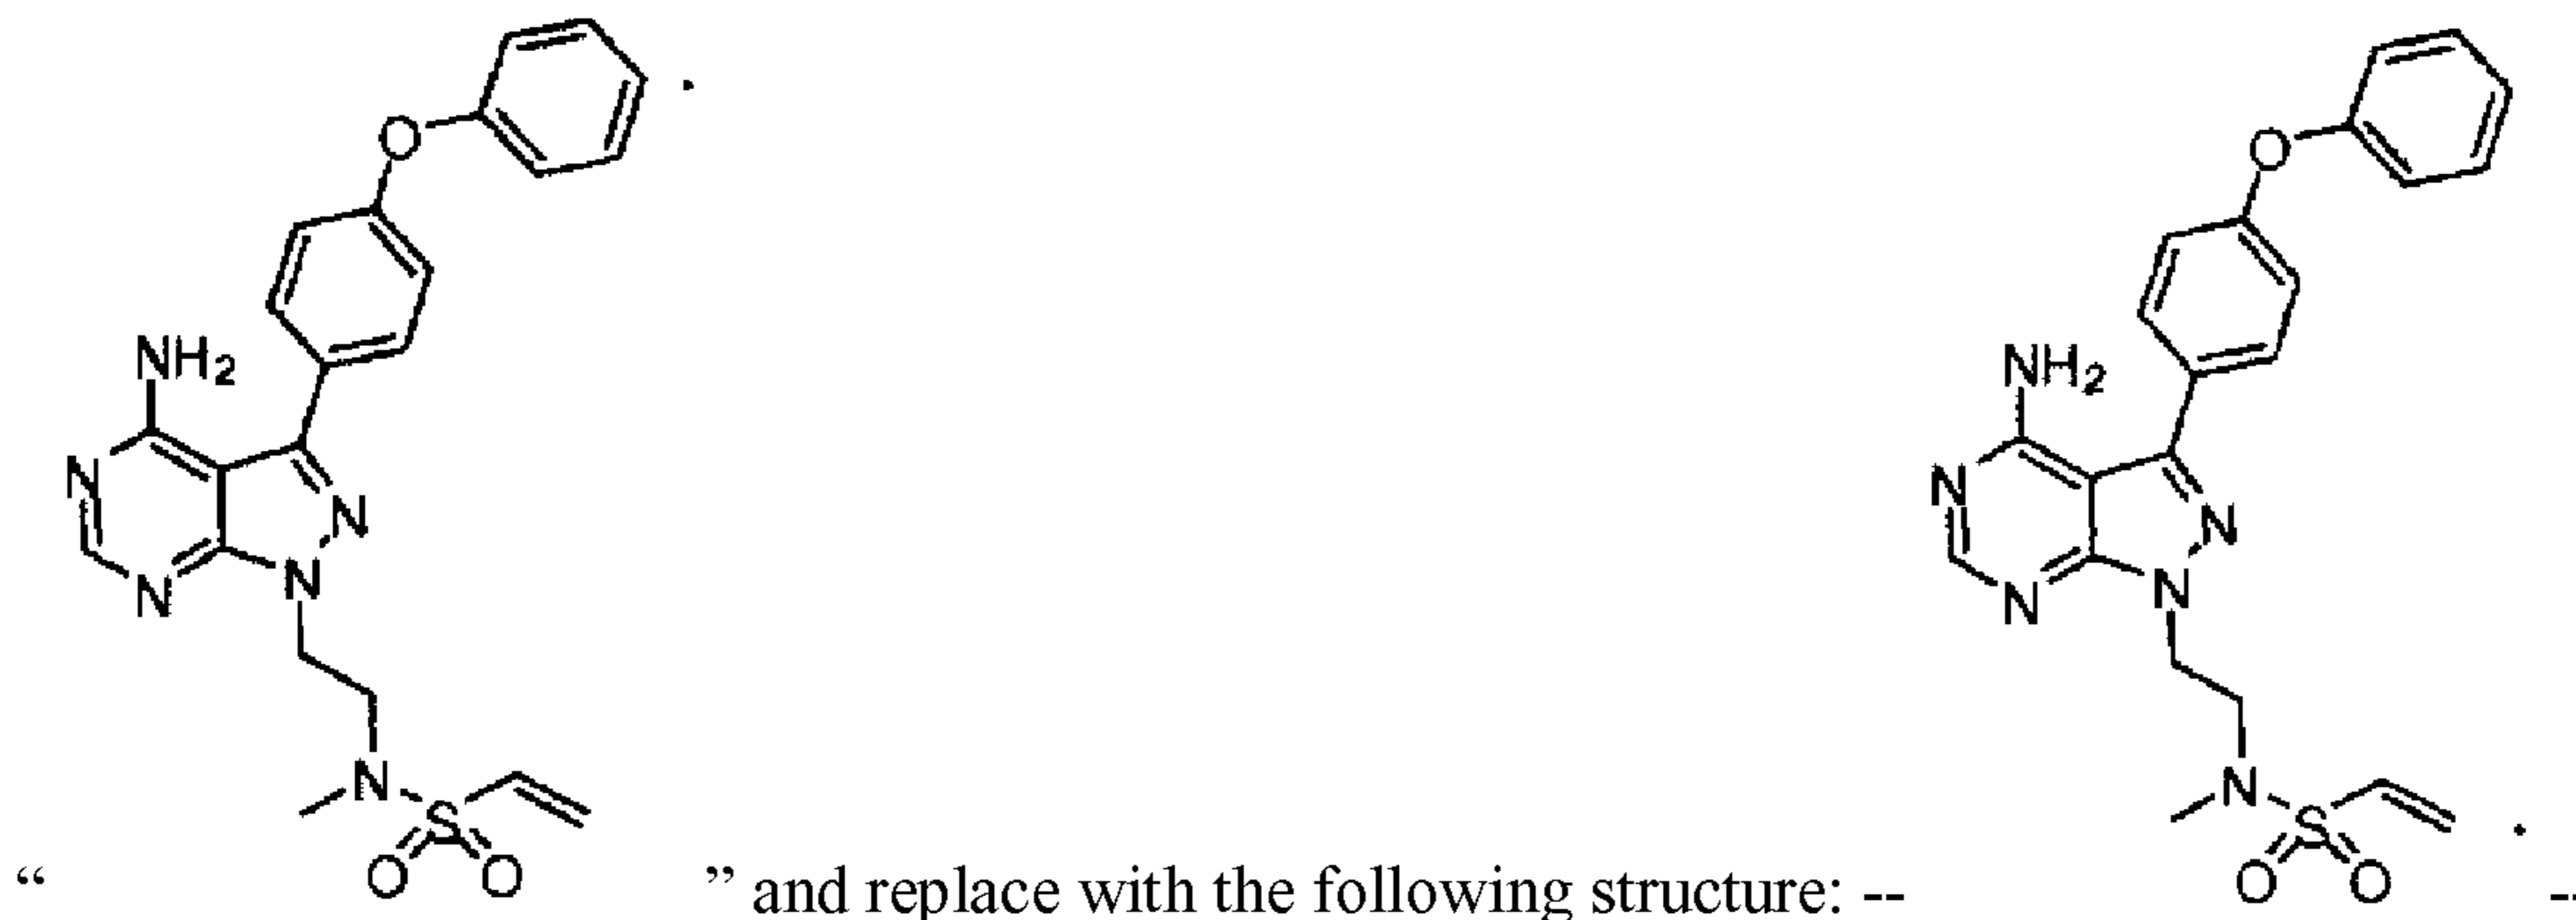 “ ” and replace with the following structure: -- . --
O
O
NH2
NH2
N
N
N
N
N
N
N
N
N
N
S
S
O O
O O